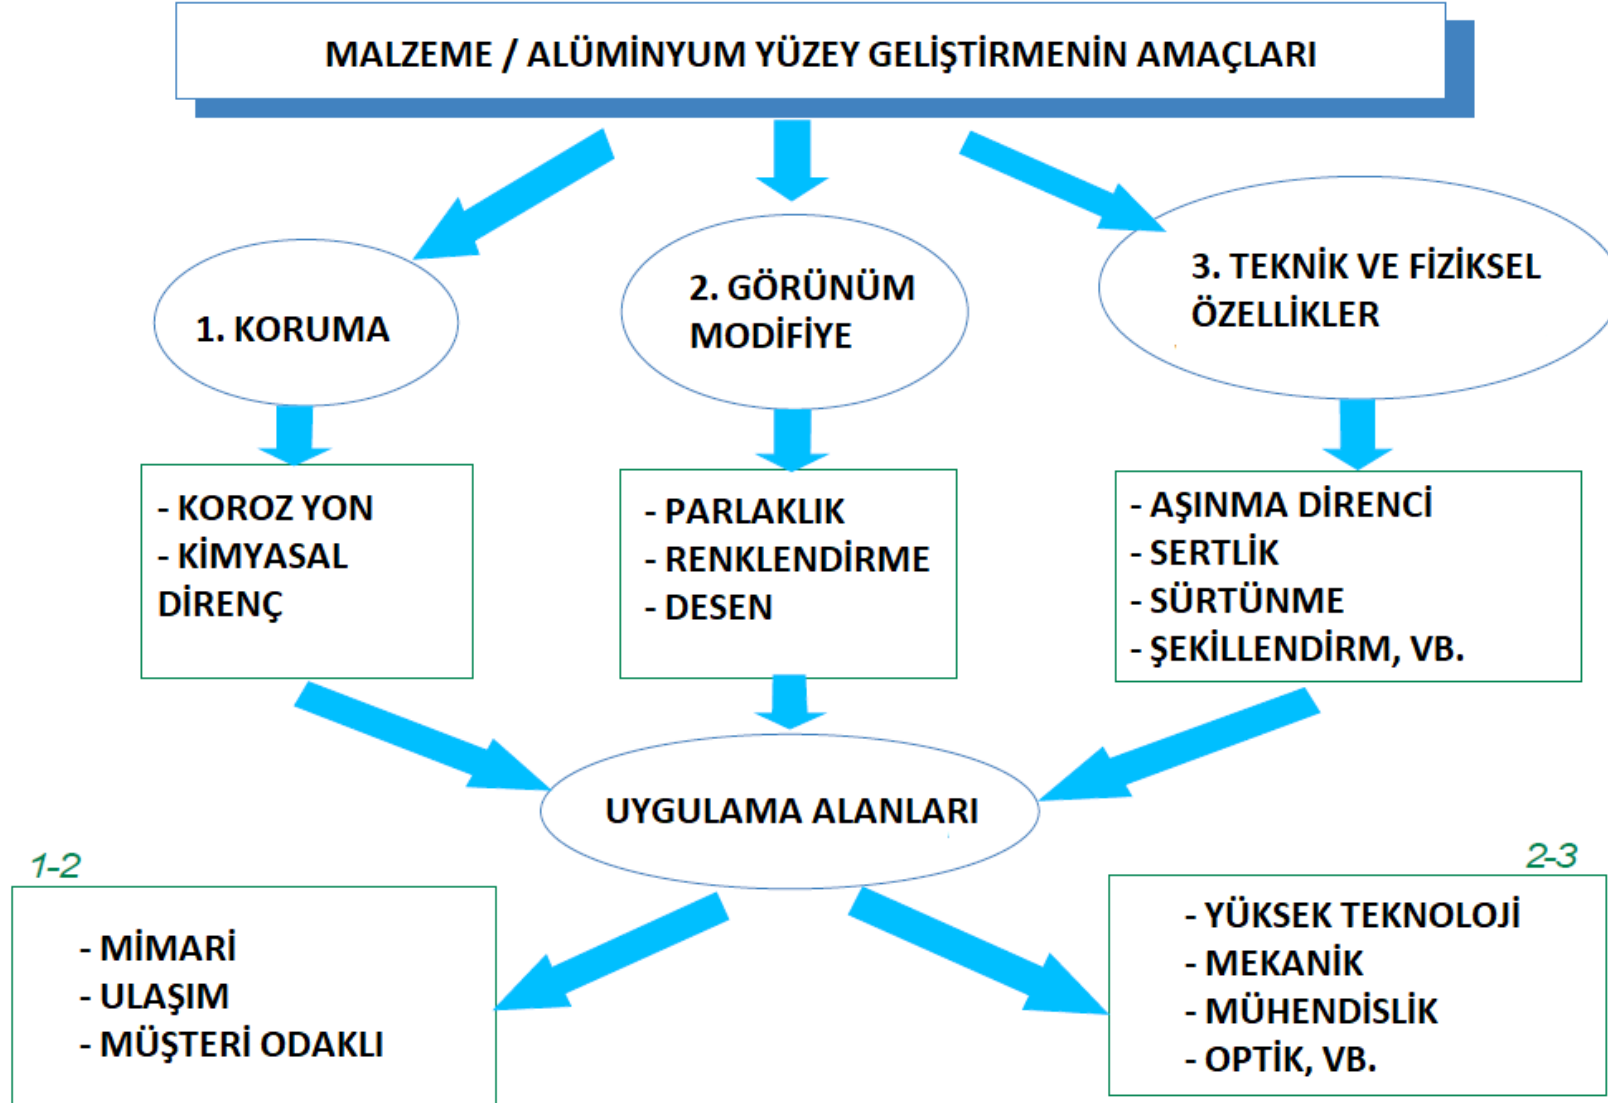 MALZEME / ALÜMİNYUM YÜZEY GELİŞTİRMENİN AMAÇLARI
1. KORUMA
2. GÖRÜNÜM
MODİFİYE
3. TEKNİK VE FİZİKSEL
ÖZELLİKLER
- KOROZ YON
- KİMYASAL
DİRENÇ
- PARLAKLIK
- RENKLENDİRME
- DESEN
- AŞINMA DİRENCİ
- SERTLİK
- SÜRTÜNME
- ŞEKİLLENDİRM, VB.
UYGULAMA ALANLARI
1-2
- MİMARİ
- ULAŞIM
- MÜŞTERİ ODAKLI
2-3
- YÜKSEK TEKNOLOJİ
- MEKANİK
- MÜHENDİSLİK
- OPTİK, VB.